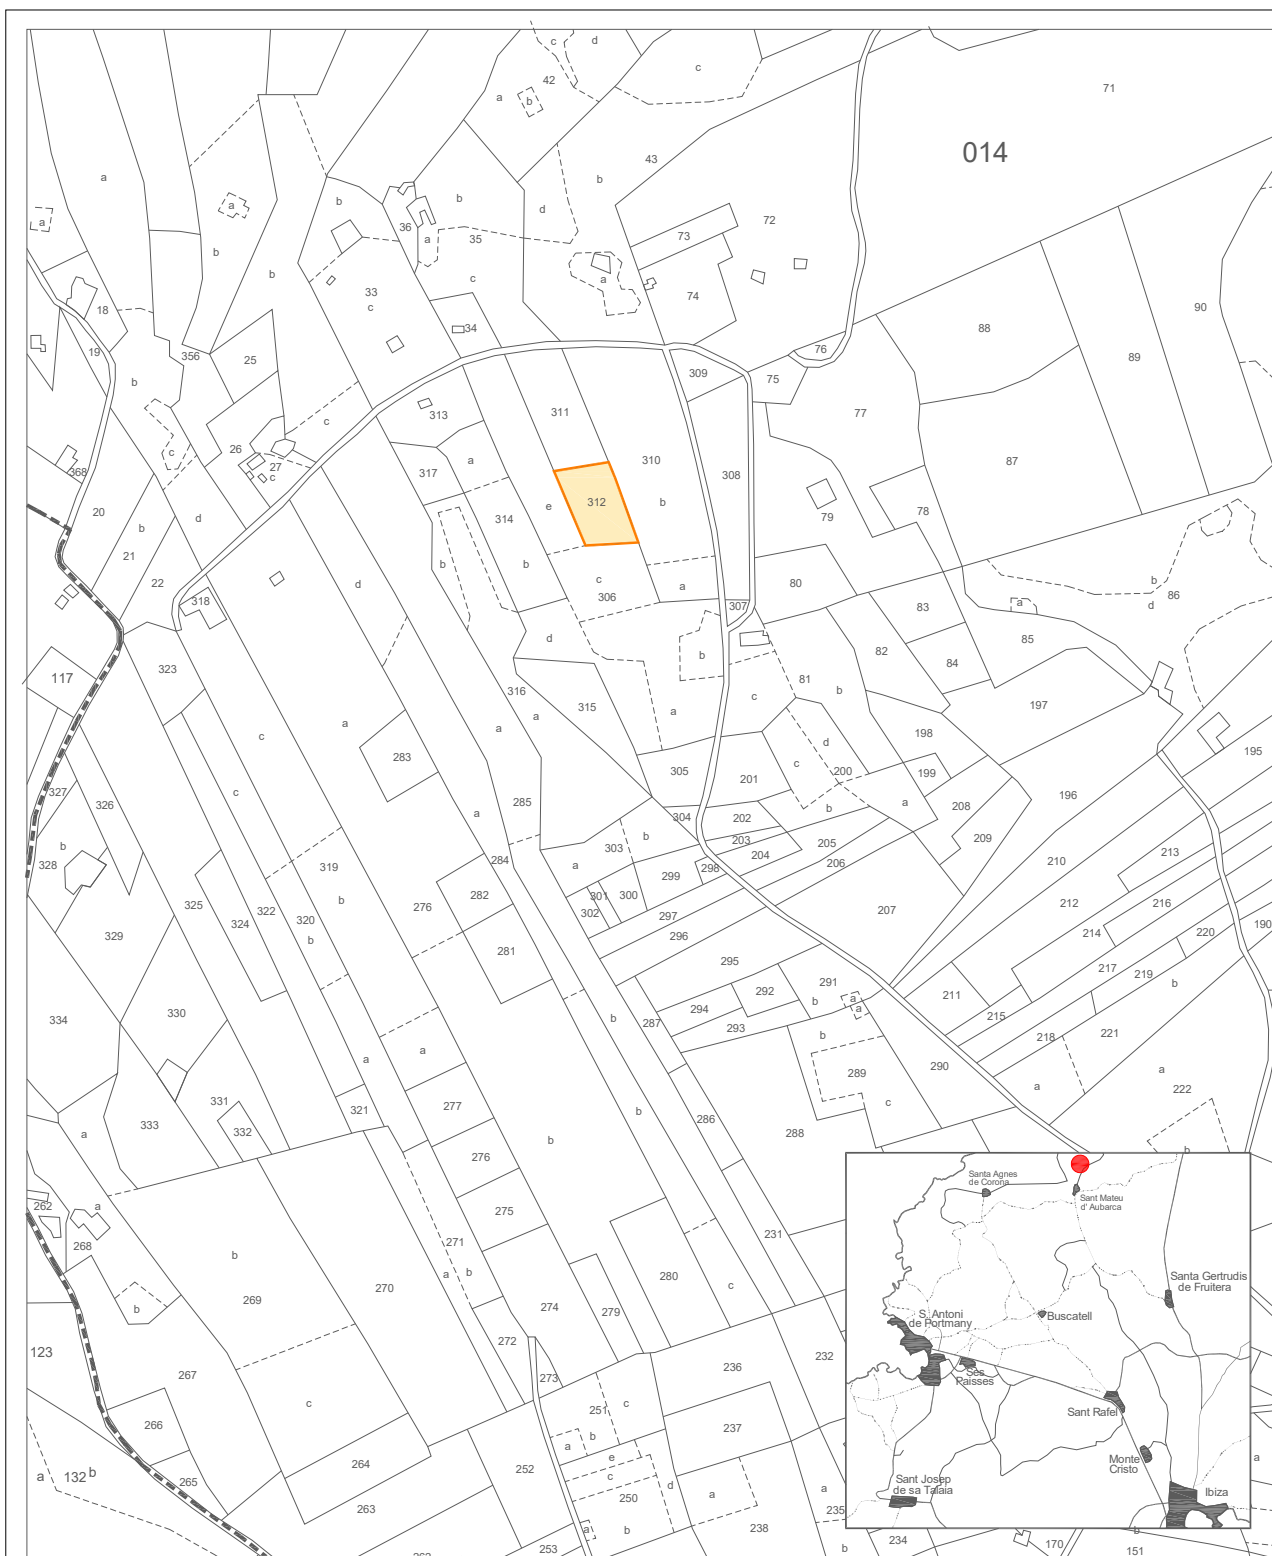 c
d
42
c
71
a
b
43
014
a
b
b
a
a
b
b
d
72
36
a
35
73
b
b
c
a
33
c
74
90
18
34
88
76
19
356
25
309
89
75
b
313
311
77
c
26
310
a
317
87
c
27
c
368
308
312
b
e
20
314
79
78
b
d
21
b
b
c
a
80
b
86
d
22
d
306
318
307
83
a
d
82
85
323
b
84
117
81
b
316
315
c
197
a
a
a
a
c
198
d
283
195
c
305
c
200
199
201
327
326
285
a
208
196
b
304
202
209
b
303
b
203
205
213
328
319
284
a
204
206
210
299
298
282
301
300
325
b
276
302
212
216
324
322
320
297
207
329
b
296
214
220
190
281
295
217
219
b
292
291
334
330
294
b
a
a
211
b
287
215
293
b
218
221
a
a
289
290
a
a
222
331
321
277
b
c
333
332
a
286
288
b
b
276
262
a
275
268
231
b
271
a
b
269
270
280
c
b
274
279
123
272
232
236
267
273
c
251
266
237
c
b
a
e
264
252
c
a
132
b
265
d
a
a
250
263
235
a
b
238
253
b
234
170
b
151
Santa Agnes
de Corona
Sant Mateu
d' Aubarca
Santa Gertrudis
de Fruitera
S. Antoni
de Portmany
Buscatell
Ses
Paisses
Sant Rafel
Monte
Cristo
Sant Josep
de sa Talaia
Ibiza